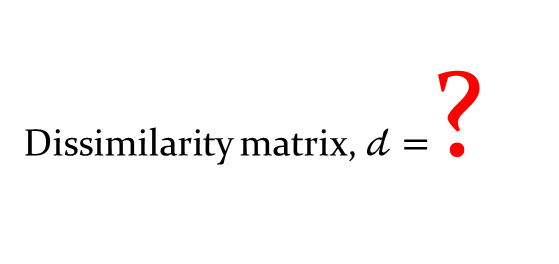 Dissimilarity matrix, d = ?